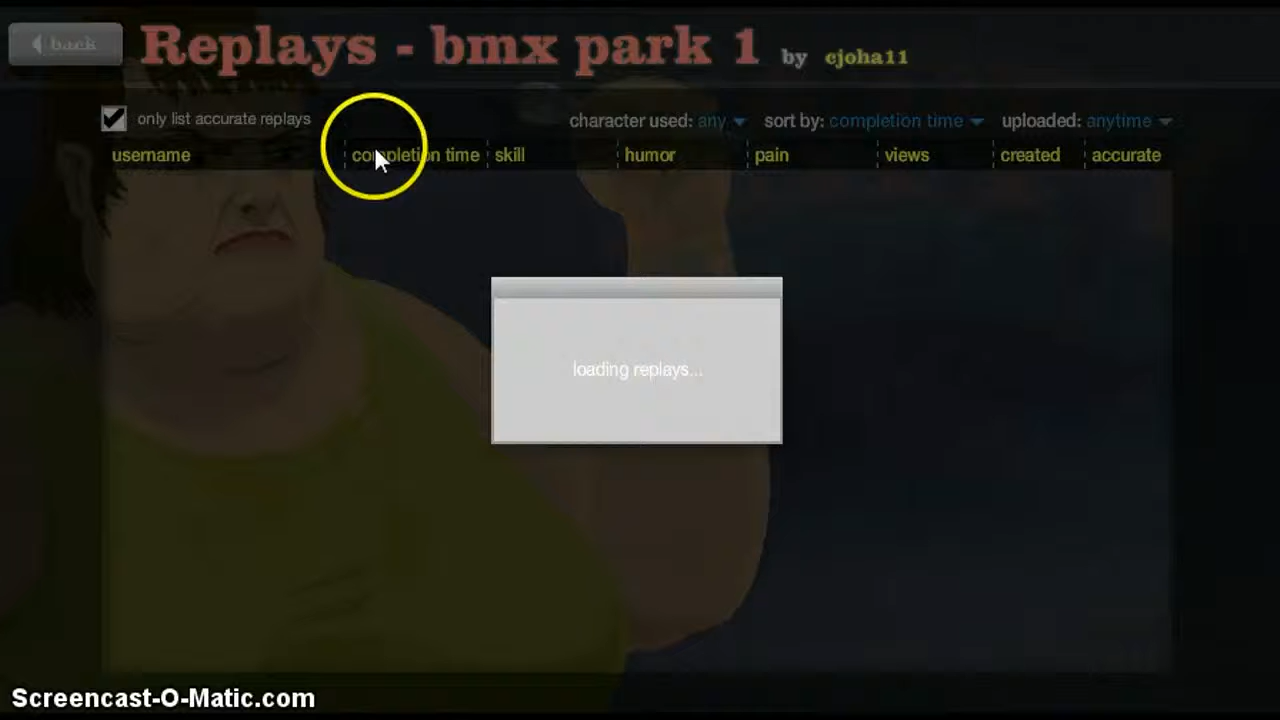 back
Replays - bmx park 1 by cjoha11
only list accurate replays character used: any sort by: completion time uploaded: anytime
username completion time skill humor pain views created accurate
loading replays...
Screencast-O-Matic.com